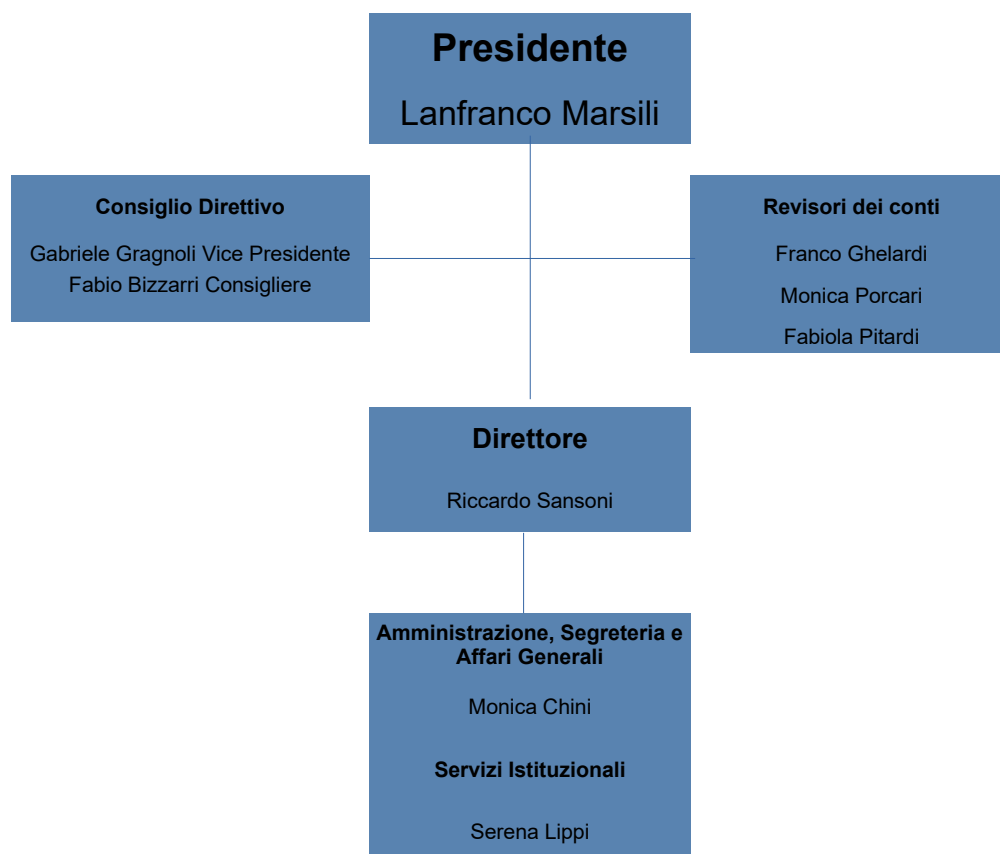 Presidente
Lanfranco Marsili
Consiglio Direttivo
Gabriele Gragnoli Vice Presidente
Fabio Bizzarri Consigliere
Revisori dei conti
Franco Ghelardi
Monica Porcari
Fabiola Pitardi
Direttore
Riccardo Sansoni
Amministrazione, Segreteria e
Affari Generali
Monica Chini
Servizi Istituzionali
Serena Lippi